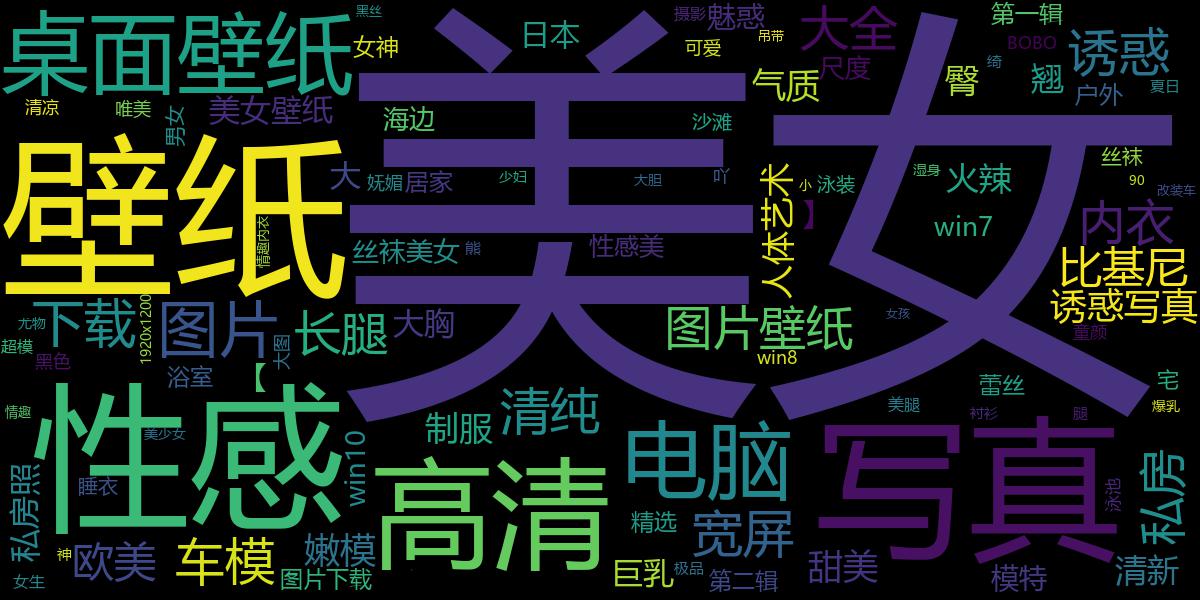 美女
壁纸
性感
写真
高清
桌面壁纸
电脑
图片
下载
大全
诱惑
黑丝
女神
日本
摄影
魅惑
可爱
吊带
尺度
气质
第一辑
BOBO
绮
臀
翘
户外
夏日
清凉
唯美
男女
美女壁纸
海边
沙滩
大
妩媚
居家
少妇
大胆
吖
人体艺术
小
泳装
】
湿身
火辣
win7
丝袜
90
改装车
内衣
比基尼
诱惑写真
情趣内衣
丝袜美女
熊
性感美
尤物
超模
黑色
1920x1200
大图
长腿
大胸
图片壁纸
win8
女孩
童颜
浴室
【
情趣
美少女
清纯
制服
蕾丝
宅
美腿
衬衫
腿
爆乳
win10
睡衣
私房照
神
女生
欧美
车模
嫩模
图片下载
精选
宽屏
巨乳
极品
第二辑
甜美
模特
泳池
私房
清新